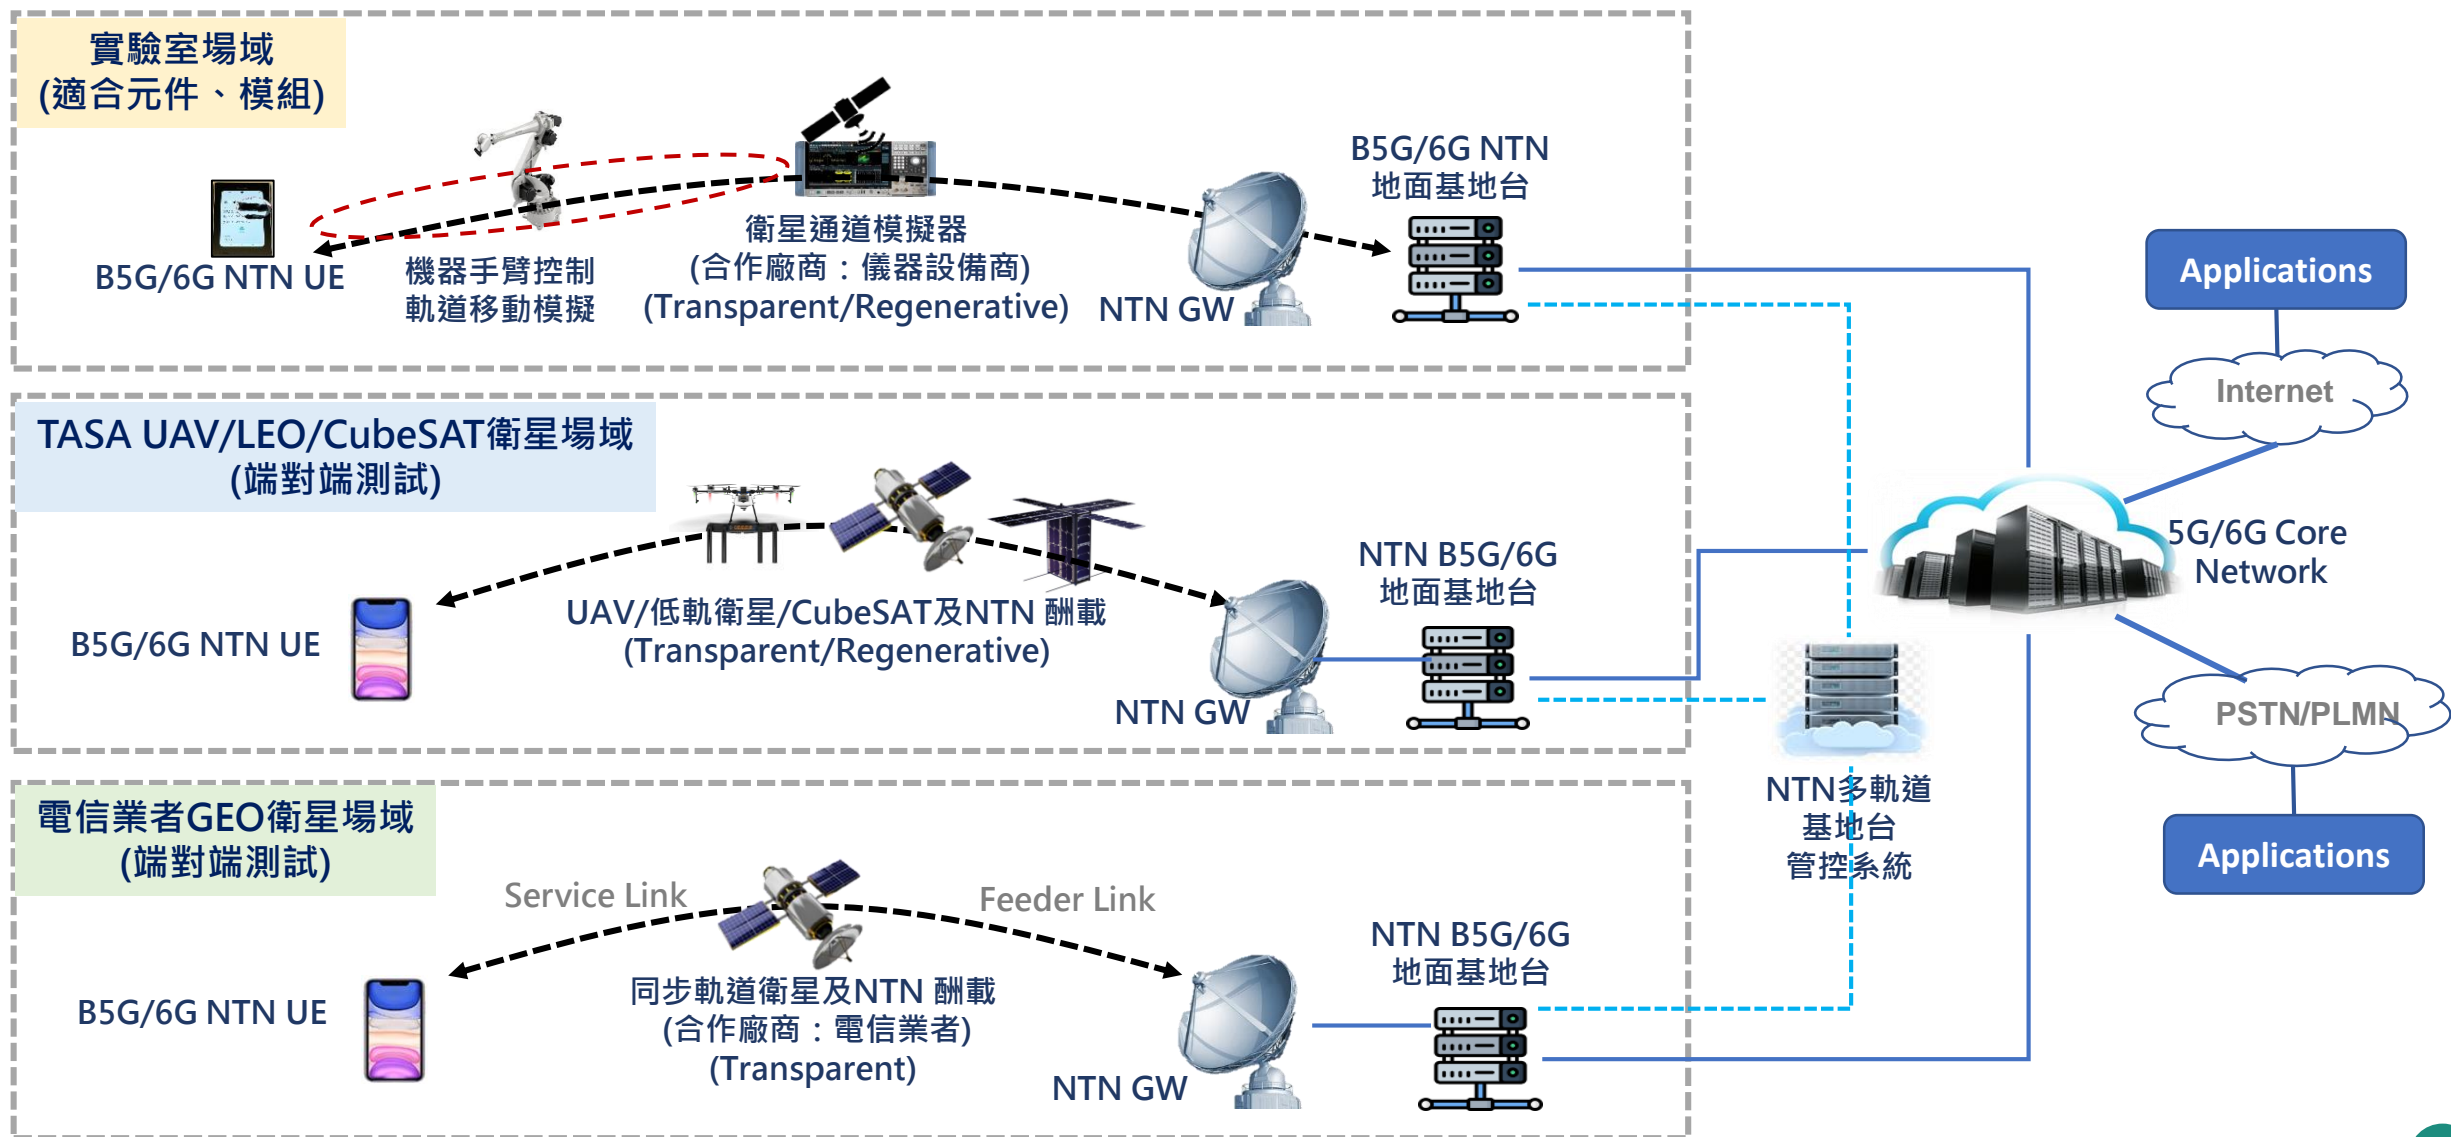 實驗室場域
(適合元件、模組)
B5G/6G NTN UE
機器手臂控制
軌道移動模擬
衛星通道模擬器
(合作廠商：儀器設備商)
(Transparent/Regenerative)
NTN GW
B5G/6G NTN
地面基地台
TASA UAV/LEO/CubeSAT衛星場域
(端對端測試)
B5G/6G NTN UE
UAV/低軌衛星/CubeSAT及NTN 酬載
(Transparent/Regenerative)
NTN GW
NTN B5G/6G
地面基地台
電信業者GEO衛星場域
(端對端測試)
Service Link
Feeder Link
B5G/6G NTN UE
同步軌道衛星及NTN 酬載
(合作廠商：電信業者)
(Transparent)
NTN GW
NTN B5G/6G
地面基地台
Applications
Internet
5G/6G Core
Network
NTN多軌道
基地台
管控系統
PSTN/PLMN
Applications